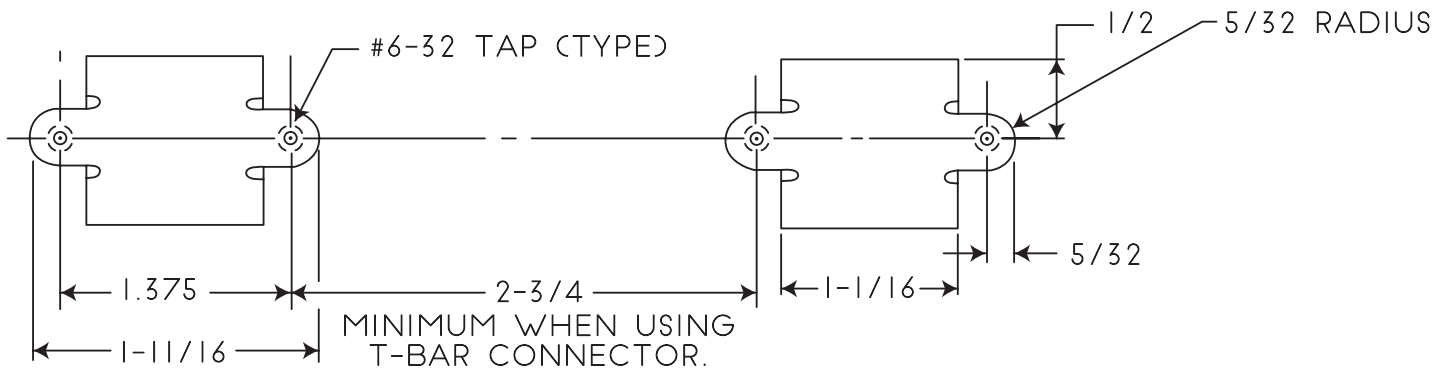 1/2
5/32 RADIUS
#6-32 TAP (TYPE)
5/32
1.375
2-3/4
1-1/16
MINIMUM WHEN USING
T-BAR CONNECTOR.
1-11/16